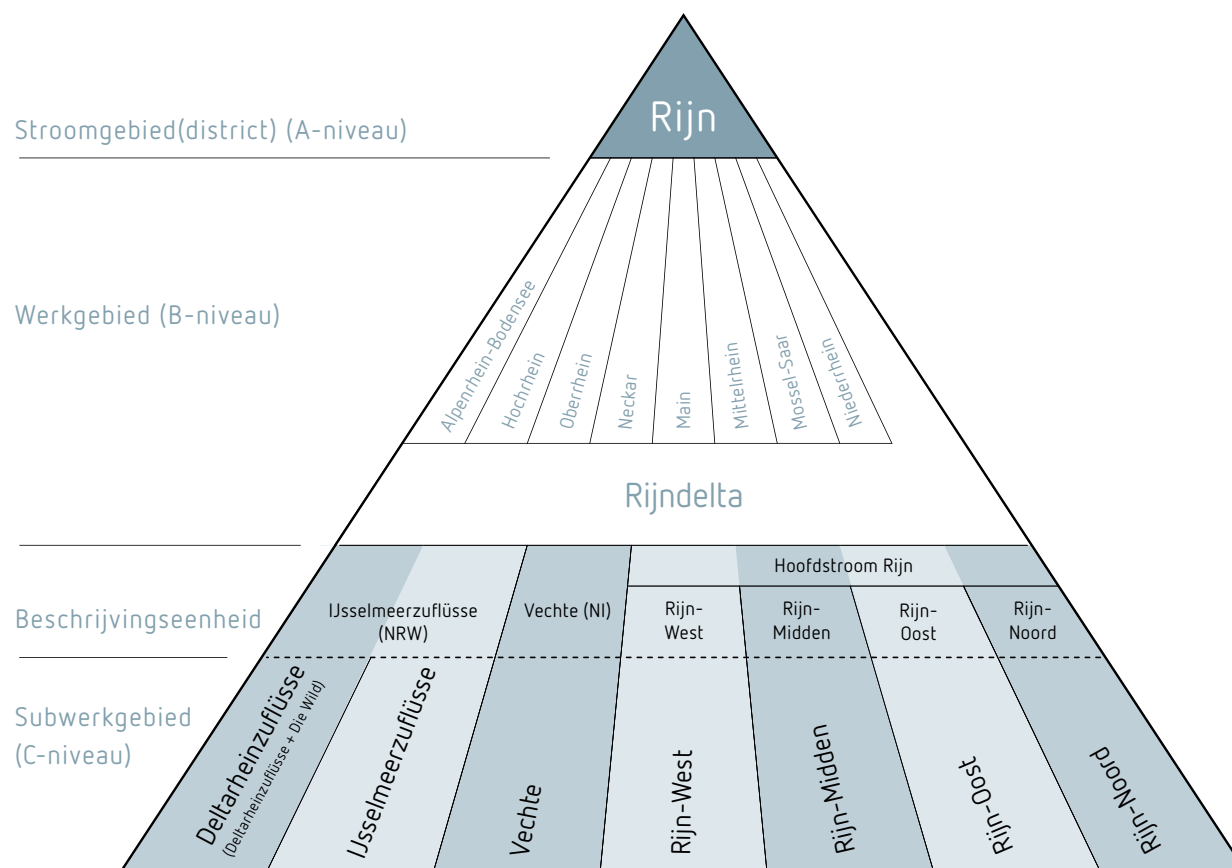 Rijn
Stroomgebied(district) (A-niveau)
Werkgebied (B-niveau)
Alpenrhein-Bodensee
Hochrhein
Oberrhein
Neckar
Main
Mittelrhein
Mossel-Saar
Niederrhein
Rijndelta
Hoofdstroom Rijn
Beschrijvingseenheid
IJsselmeerzuflüsse
(NRW)
Vechte (NI)
Rijn-
West
Rijn-
Midden
Rijn-
Oost
Rijn-
Noord
Subwerkgebied
(C-niveau)
Deltarheinzuflüsse
(Deltarheinzuflüsse + Die Wild)
IJsselmeerzuflüsse
Vechte
Rijn-West
Rijn-Midden
Rijn-Oost
Rijn-Noord